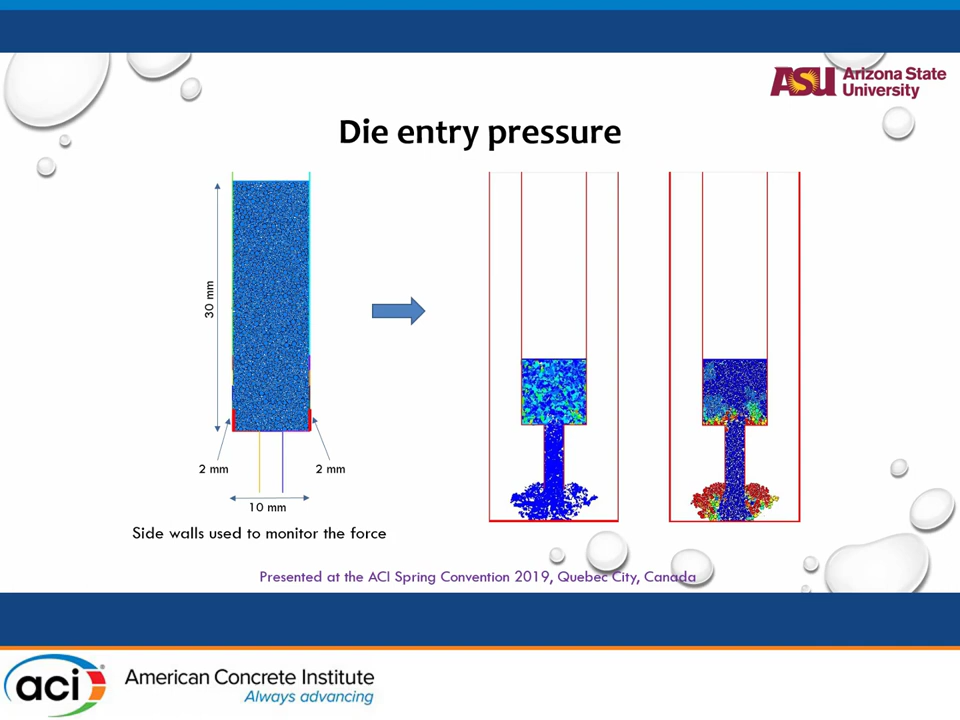 ASU Arizona State
University
Die entry pressure
30 mm
2 mm
2 mm
10 mm
Side walls used to monitor the force
Presented at the ACI Spring Convention 2019, Quebec City, Canada
aci American Concrete Institute
Always advancing